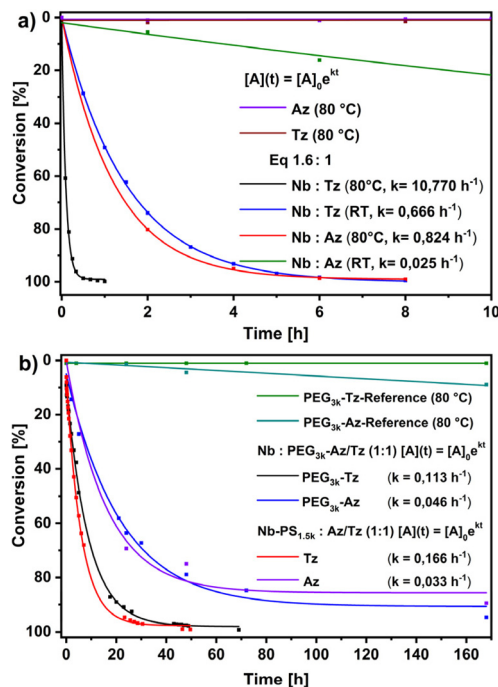 a)
0
20
40
60
80
100
Conversion [%]
[A](t) = [A]₀eᵏᵗ
Az (80 °C)
Tz (80 °C)
Eq 1.6 : 1
Nb : Tz (80°C, k= 10,770 h⁻¹)
Nb : Tz (RT, k= 0,666 h⁻¹)
Nb : Az (80°C, k= 0,824 h⁻¹)
Nb : Az (RT, k= 0,025 h⁻¹)
0 2 4 6 8 10
Time [h]
b)
0
20
40
60
80
100
Conversion [%]
PEG₃ₖ-Tz-Reference (80 °C)
PEG₃ₖ-Az-Reference (80 °C)
Nb : PEG₃ₖ-Az/Tz (1:1) [A](t) = [A]₀eᵏᵗ
PEG₃ₖ-Tz (k = 0,113 h⁻¹)
PEG₃ₖ-Az (k = 0,046 h⁻¹)
Nb-PS₁.₅ₖ : Az/Tz (1:1) [A](t) = [A]₀eᵏᵗ
Tz (k = 0,166 h⁻¹)
Az (k = 0,033 h⁻¹)
0 20 40 60 80 100 120 140 160
Time [h]